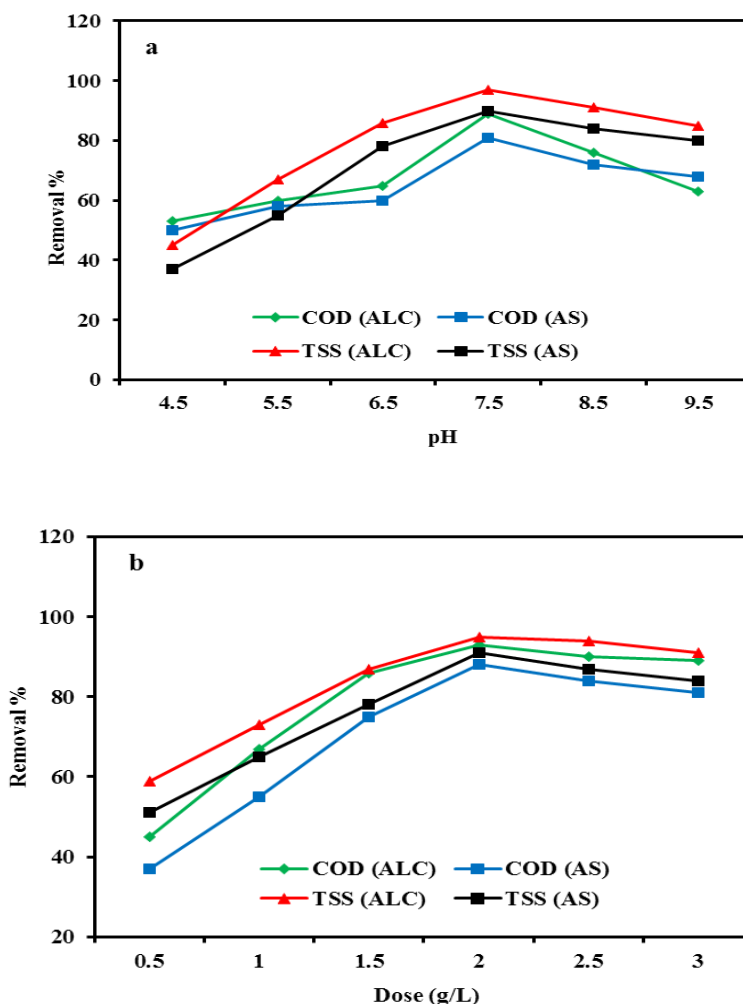 120
a
100
80
60
40
20
0
Removal %
COD (ALC) COD (AS)
TSS (ALC) TSS (AS)
4.5 5.5 6.5 7.5 8.5 9.5
pH
120
b
100
80
60
40
20
Removal %
COD (ALC) COD (AS)
TSS (ALC) TSS (AS)
0.5 1 1.5 2 2.5 3
Dose (g/L)